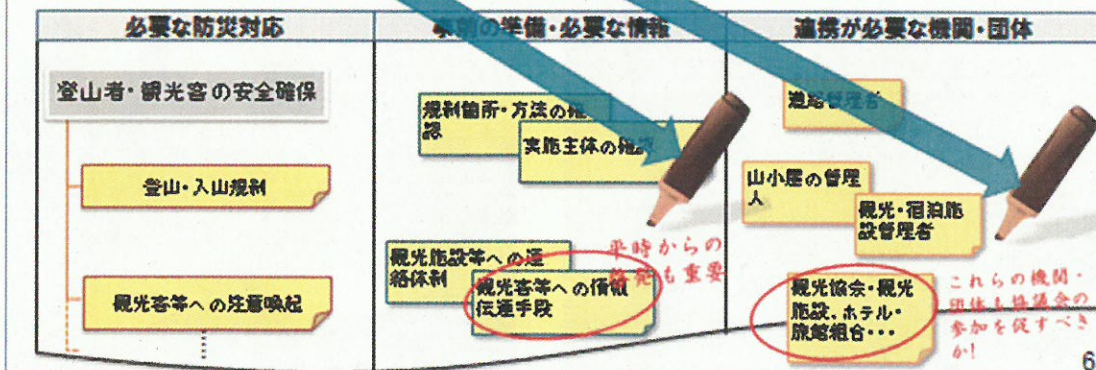 必要な防災対応
事前の準備・必要な情報
連携が必要な機関・団体
登山者・観光客の安全確保
登山・入山規制
観光客等への注意喚起
規制箇所・方法の確
認
実施主体の確認
観光施設等への連
絡体制
観光客等への情報
伝達手段
平時からの
啓発も重要
道路管理者
山小屋の管理
人
観光・宿泊施
設管理者
観光協会・観光
施設、ホテル・
旅館組合・・・
これらの機関・
団体も協議会の
参加を促すべき
か!
6